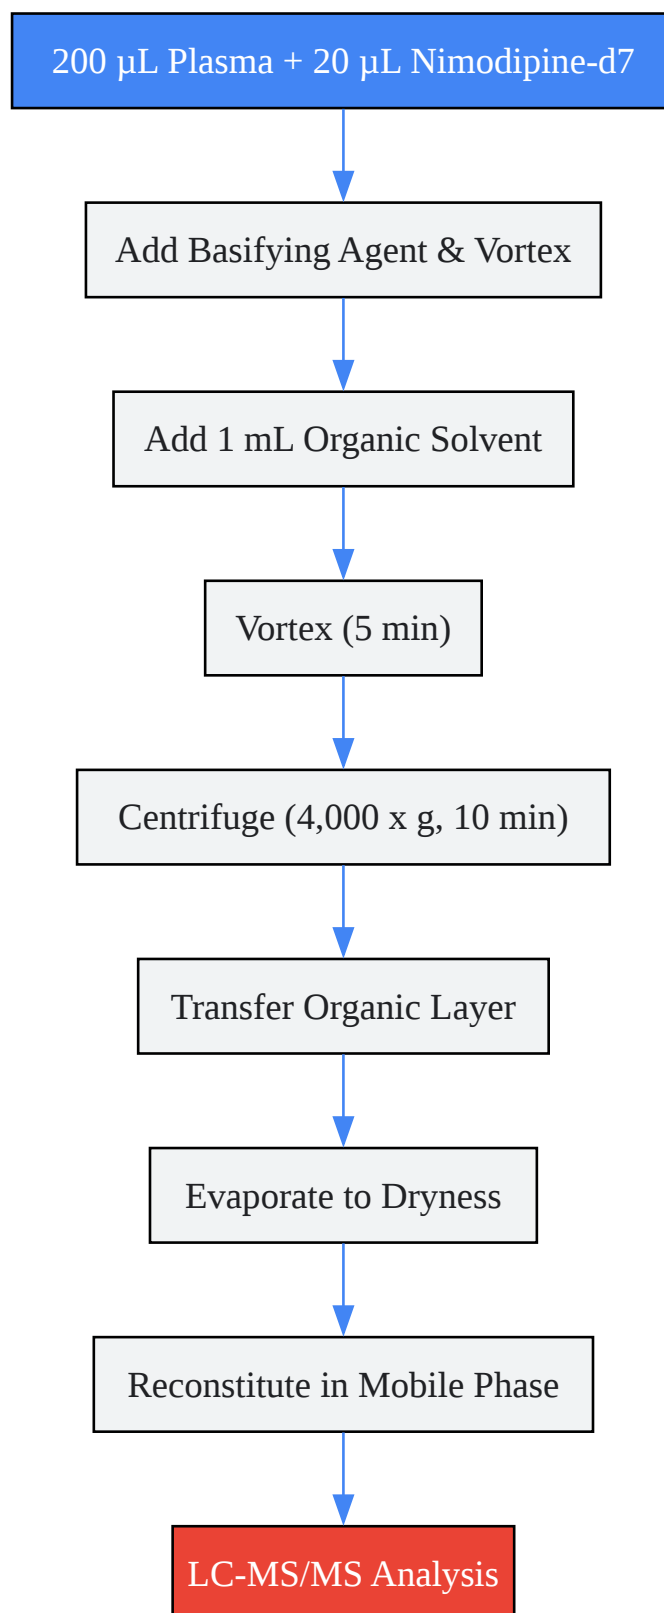 200 µL Plasma + 20 µL Nimodipine-d7
Add Basifying Agent & Vortex
Add 1 mL Organic Solvent
Vortex (5 min)
Centrifuge (4,000 x g, 10 min)
Transfer Organic Layer
Evaporate to Dryness
Reconstitute in Mobile Phase
LC-MS/MS Analysis